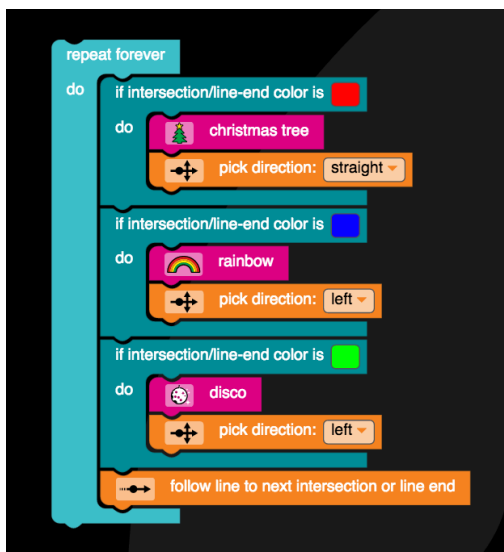 repeat forever
do if intersection/line-end color is
do christmas tree
pick direction: straight
if intersection/line-end color is
do rainbow
pick direction: left
if intersection/line-end color is
do disco
pick direction: left
follow line to next intersection or line end